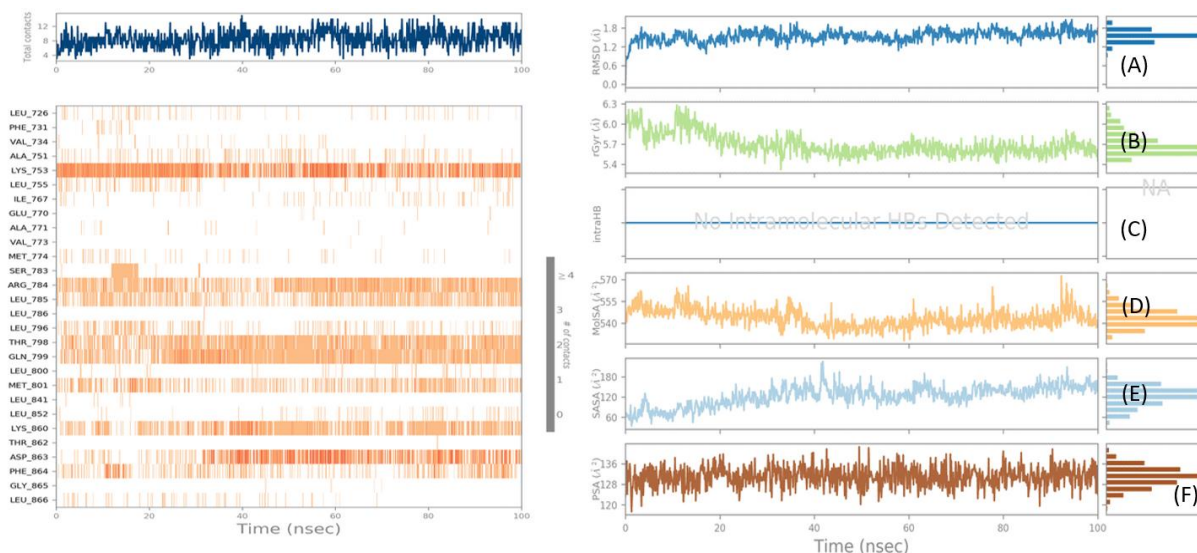 Total contacts
12
8
4
0 20 40 60 80 100
LEU_726
PHE_731
VAL_734
ALA_751
LYS_753
LEU_755
ILE_767
GLU_770
ALA_771
VAL_773
MET_774
SER_783
ARG_784
LEU_785
LEU_786
LEU_796
THR_798
GLN_799
LEU_800
MET_801
LEU_841
LEU_852
LYS_860
THR_862
ASP_863
PHE_864
GLY_865
LEU_866
0 20 40 60 80 100
Time (nsec)
≥ 4
3
2
1
0
# of contacts
RMSD (Å)
1.8
1.2
0.6
0.0
(A)
rGyr (Å)
6.3
6.0
5.7
5.4
(B)
intraHB
No Intramolecular HBs Detected
NA
(C)
MolSA (Å²)
570
555
540
(D)
SASA (Å²)
180
120
60
(E)
PSA (Å²)
136
128
120
(F)
0 20 40 60 80 100
Time (nsec)